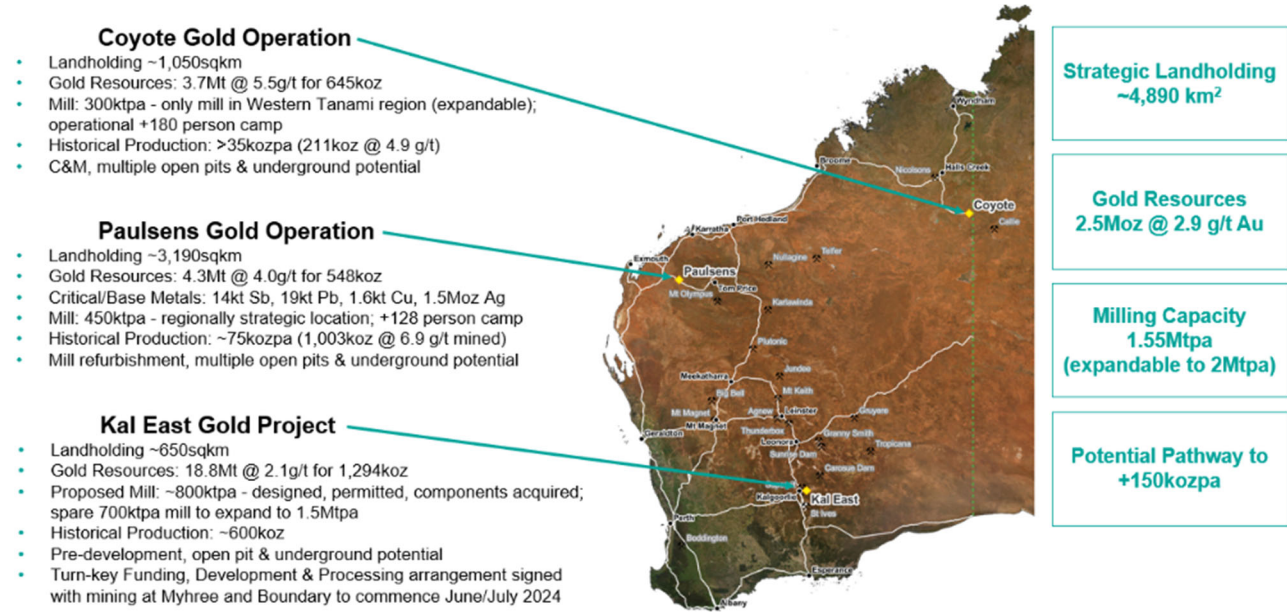 Coyote Gold Operation
• Landholding ~1,050sqkm
• Gold Resources: 3.7Mt @ 5.5g/t for 645koz
• Mill: 300ktpa - only mill in Western Tanami region (expandable);
operational +180 person camp
• Historical Production: >35kozpa (211koz @ 4.9 g/t)
• C&M, multiple open pits & underground potential
Paulsens Gold Operation
• Landholding ~3,190sqkm
• Gold Resources: 4.3Mt @ 4.0g/t for 548koz
• Critical/Base Metals: 14kt Sb, 19kt Pb, 1.6kt Cu, 1.5Moz Ag
• Mill: 450ktpa - regionally strategic location; +128 person camp
• Historical Production: ~75kozpa (1,003koz @ 6.9 g/t mined)
• Mill refurbishment, multiple open pits & underground potential
Kal East Gold Project
• Landholding ~650sqkm
• Gold Resources: 18.8Mt @ 2.1g/t for 1,294koz
• Proposed Mill: ~800ktpa - designed, permitted, components acquired;
spare 700ktpa mill to expand to 1.5Mtpa
• Historical Production: ~600koz
• Pre-development, open pit & underground potential
• Turn-key Funding, Development & Processing arrangement signed
with mining at Myhree and Boundary to commence June/July 2024
Wyndham
Broome
Nicolsons
Halls Creek
Coyote
Callie
Port Hedland
Karratha
Exmouth
Nullagine
Telfer
Paulsens
Tom Price
Mt Olympus
Karlawinda
Plutonic
Jundee
Meekatharra
Mt Keith
Big Bell
Mt Magnet
Mt Magnet
Agnew
Leinster
Gruyere
Thunderbox
Geraldton
Leonora
Granny Smith
Sunrise Dam
Tropicana
Carosue Dam
Kalgoorlie
Kal East
St Ives
Perth
Boddington
Esperance
Albany
Strategic Landholding
~4,890 km²
Gold Resources
2.5Moz @ 2.9 g/t Au
Milling Capacity
1.55Mtpa
(expandable to 2Mtpa)
Potential Pathway to
+150kozpa